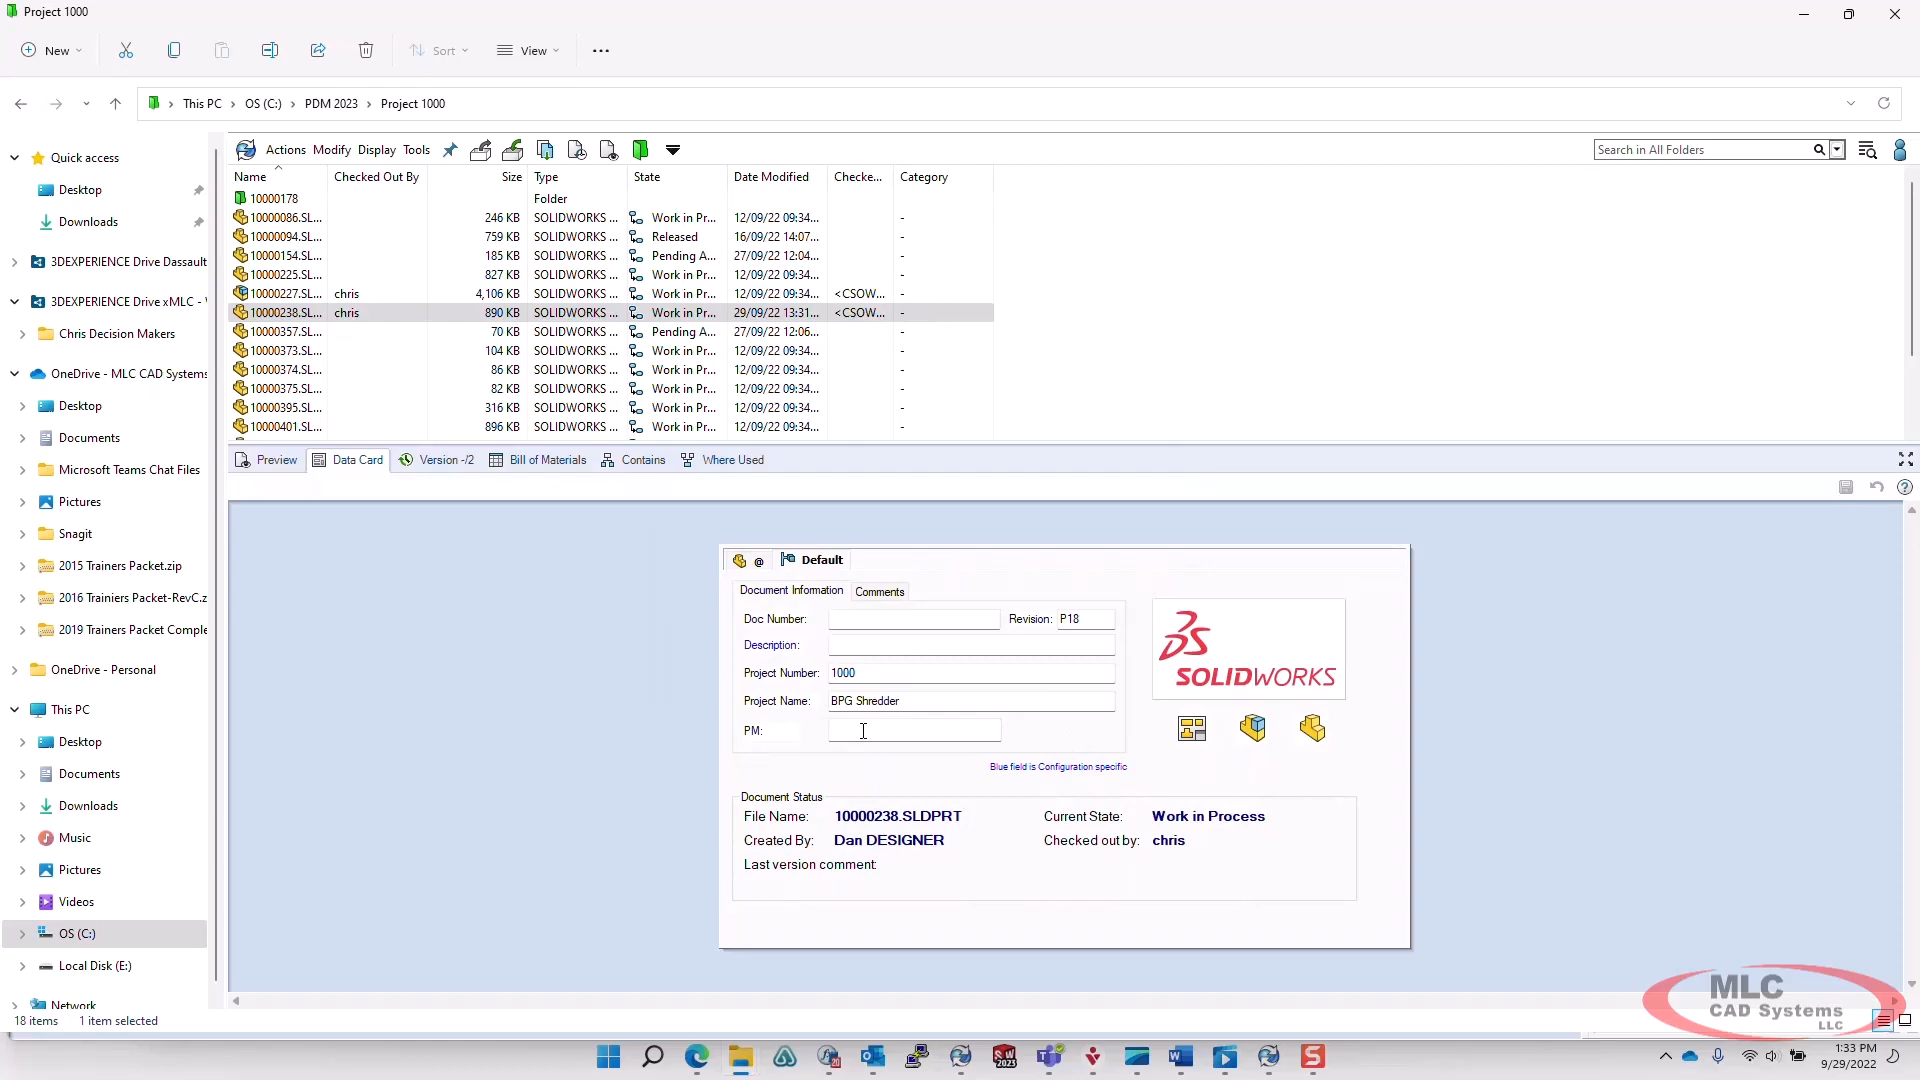 Project 1000
New
Sort
View
This PC > OS (C:) > PDM 2023 > Project 1000
Quick access
Desktop
Downloads
3DEXPERIENCE Drive Dassault
3DEXPERIENCE Drive xMLC -
Chris Decision Makers
OneDrive - MLC CAD Systems
Desktop
Documents
Microsoft Teams Chat Files
Pictures
Snagit
2015 Trainers Packet.zip
2016 Trainiers Packet-RevC.z
2019 Trainers Packet Comple
OneDrive - Personal
This PC
Desktop
Documents
Downloads
Music
Pictures
Videos
OS (C:)
Local Disk (E:)
Network
18 items 1 item selected
Actions Modify Display Tools
Search in All Folders
Name Checked Out By Size Type State Date Modified Checke... Category
10000178 Folder
10000086.SL... 246 KB SOLIDWORKS ... Work in Pr... 12/09/22 09:34... -
10000094.SL... 759 KB SOLIDWORKS ... Released 16/09/22 14:07... -
10000154.SL... 185 KB SOLIDWORKS ... Pending A... 27/09/22 12:04... -
10000225.SL... 827 KB SOLIDWORKS ... Work in Pr... 12/09/22 09:34... -
10000227.SL... chris 4,106 KB SOLIDWORKS ... Work in Pr... 12/09/22 09:34... <CSOW... -
10000238.SL... chris 890 KB SOLIDWORKS ... Work in Pr... 29/09/22 13:31... <CSOW... -
10000357.SL... 70 KB SOLIDWORKS ... Pending A... 27/09/22 12:06... -
10000373.SL... 104 KB SOLIDWORKS ... Work in Pr... 12/09/22 09:34... -
10000374.SL... 86 KB SOLIDWORKS ... Work in Pr... 12/09/22 09:34... -
10000375.SL... 82 KB SOLIDWORKS ... Work in Pr... 12/09/22 09:34... -
10000395.SL... 316 KB SOLIDWORKS ... Work in Pr... 12/09/22 09:34... -
10000401.SL... 896 KB SOLIDWORKS ... Work in Pr... 12/09/22 09:34... -
Preview Data Card Version -/2 Bill of Materials Contains Where Used
@ Default
Document Information Comments
Doc Number: Revision: P18
Description:
Project Number: 1000
Project Name: BPG Shredder
PM:
Blue field is Configuration specific
SOLIDWORKS
Document Status
File Name: 10000238.SLDPRT Current State: Work in Process
Created By: Dan DESIGNER Checked out by: chris
Last version comment:
MLC
CAD Systems
LLC
1:33 PM
9/29/2022